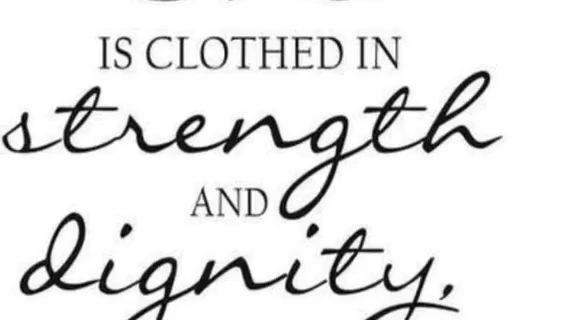 IS CLOTHED IN
strength
AND
dignity,